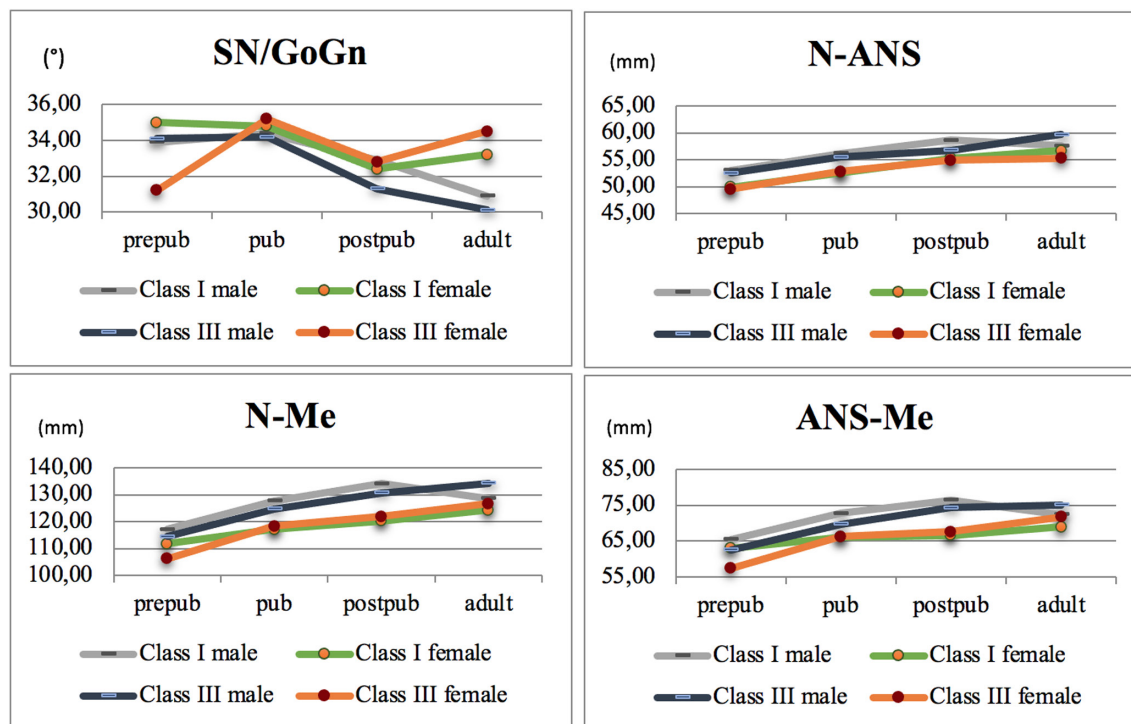 SN/GoGn
(°)
36,00
34,00
32,00
30,00
prepub pub postpub adult
Class I male Class I female
Class III male Class III female
N-ANS
(mm)
65,00
60,00
55,00
50,00
45,00
prepub pub postpub adult
Class I male Class I female
Class III male Class III female
N-Me
(mm)
140,00
130,00
120,00
110,00
100,00
prepub pub postpub adult
Class I male Class I female
Class III male Class III female
ANS-Me
(mm)
85,00
75,00
65,00
55,00
prepub pub postpub adult
Class I male Class I female
Class III male Class III female